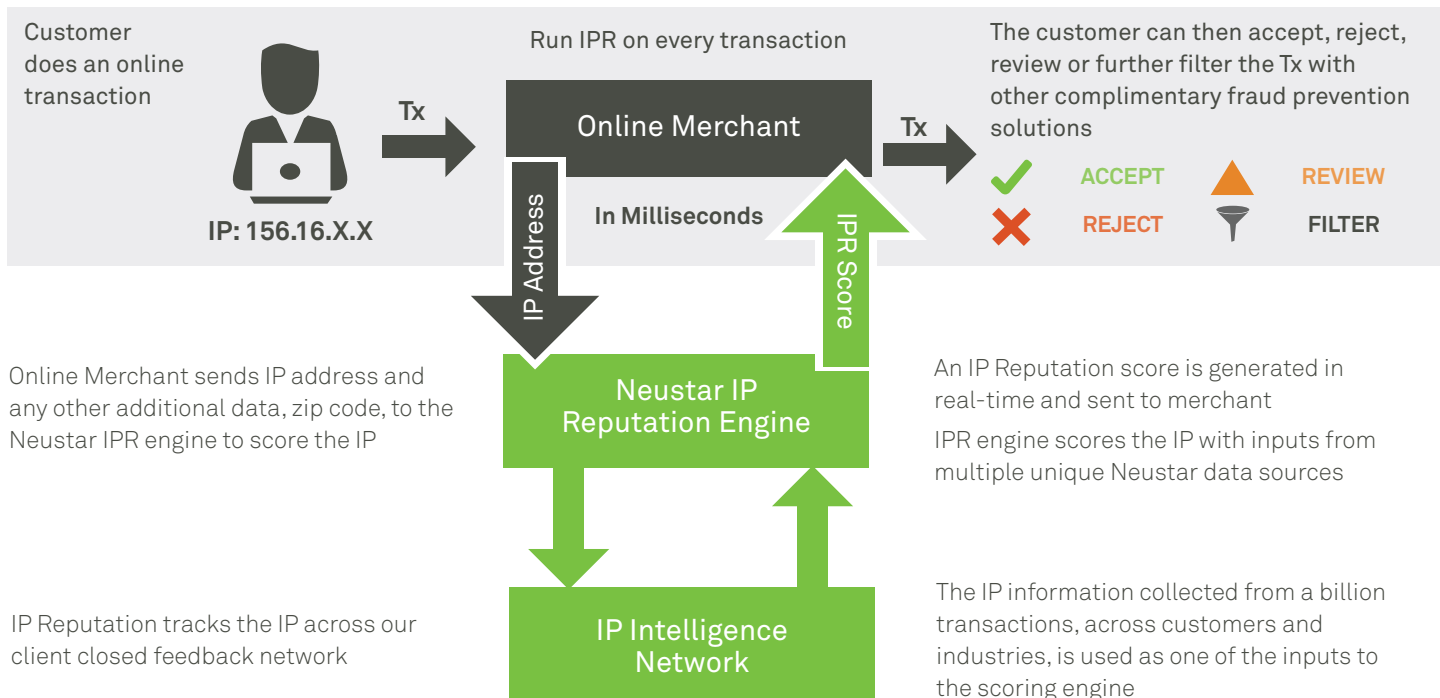 Customer
does an online
transaction
IP: 156.16.X.X
Tx
Run IPR on every transaction
Online Merchant
In Milliseconds
IP Address
IPR Score
Tx
The customer can then accept, reject,
review or further filter the Tx with
other complimentary fraud prevention
solutions
ACCEPT
REVIEW
REJECT
FILTER
Online Merchant sends IP address and
any other additional data, zip code, to the
Neustar IPR engine to score the IP
Neustar IP
Reputation Engine
An IP Reputation score is generated in
real-time and sent to merchant
IPR engine scores the IP with inputs from
multiple unique Neustar data sources
IP Reputation tracks the IP across our
client closed feedback network
IP Intelligence
Network
The IP information collected from a billion
transactions, across customers and
industries, is used as one of the inputs to
the scoring engine